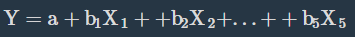 Y = a + b₁X₁ + +b₂X₂+…+ +b₅X₅